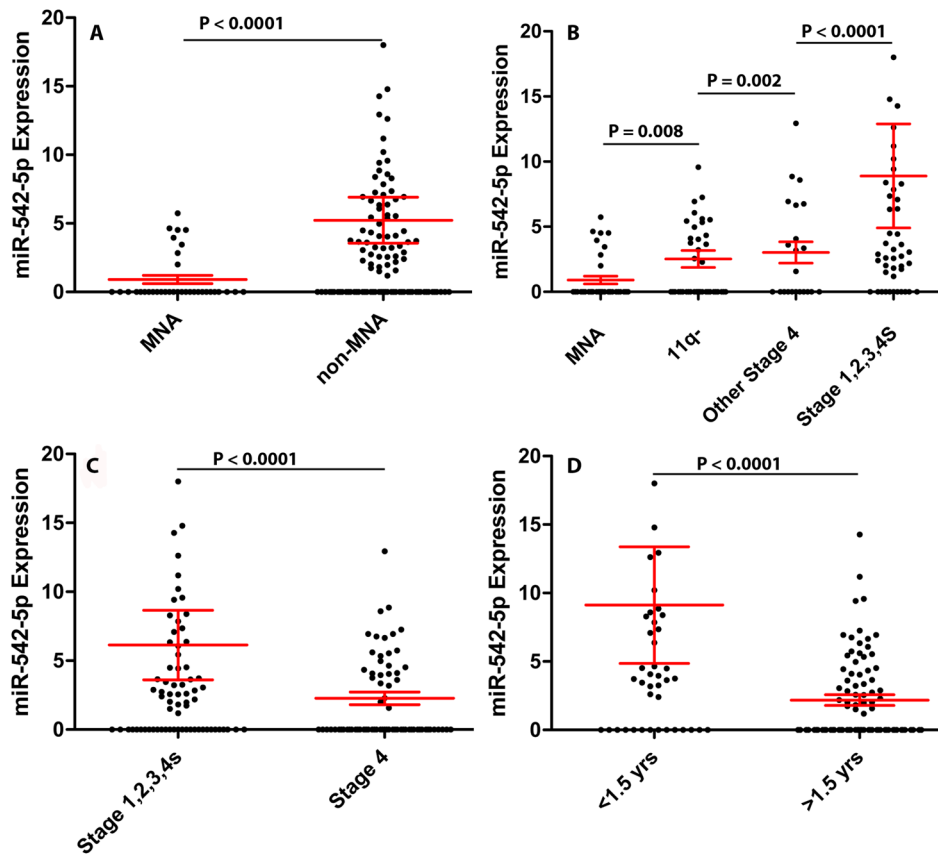 A
P < 0.0001
miR-542-5p Expression
20
15
10
5
0
MNA
non-MNA
B
P < 0.0001
P = 0.002
P = 0.008
miR-542-5p Expression
20
15
10
5
0
MNA
11q-
Other Stage 4
Stage 1,2,3,4S
C
P < 0.0001
miR-542-5p Expression
20
15
10
5
0
Stage 1,2,3,4s
Stage 4
D
P < 0.0001
miR-542-5p Expression
20
15
10
5
0
<1.5 yrs
>1.5 yrs